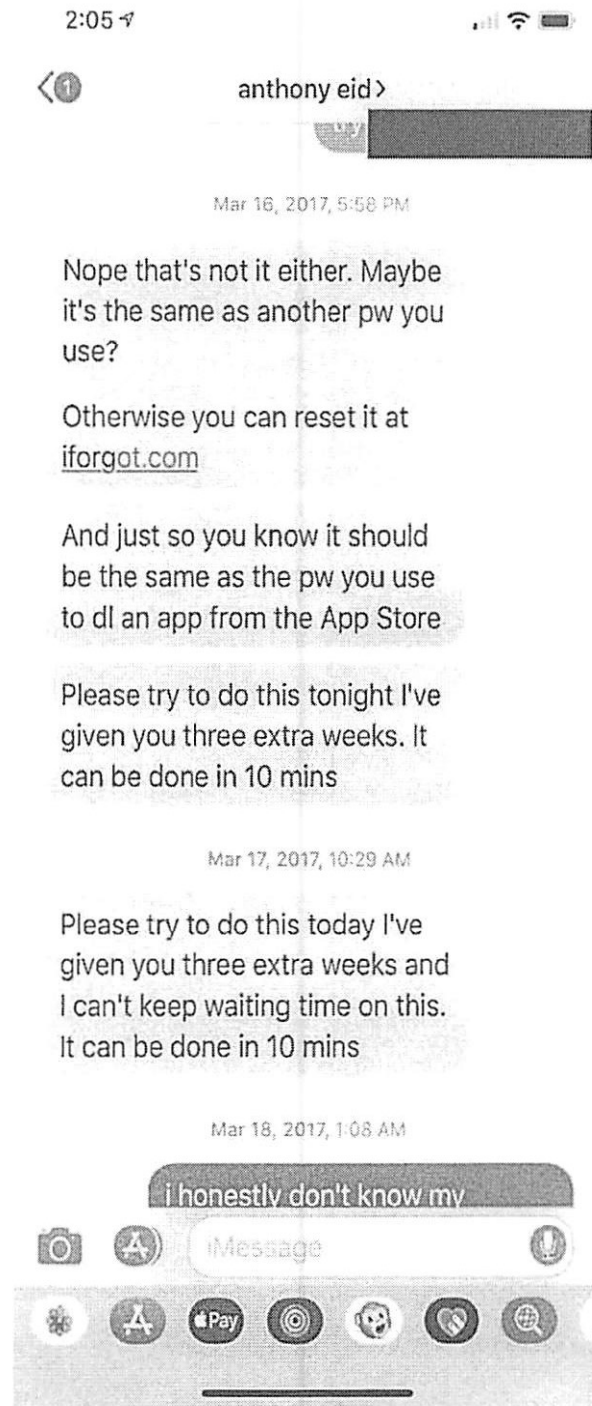 2:05
1
anthony eid >
try
Mar 16, 2017, 5:58 PM
Nope that's not it either. Maybe
it's the same as another pw you
use?
Otherwise you can reset it at
iforgot.com
And just so you know it should
be the same as the pw you use
to dl an app from the App Store
Please try to do this tonight I've
given you three extra weeks. It
can be done in 10 mins
Mar 17, 2017, 10:29 AM
Please try to do this today I've
given you three extra weeks and
I can't keep waiting time on this.
It can be done in 10 mins
Mar 18, 2017, 1:08 AM
i honestly don't know my
iMessage
Pay